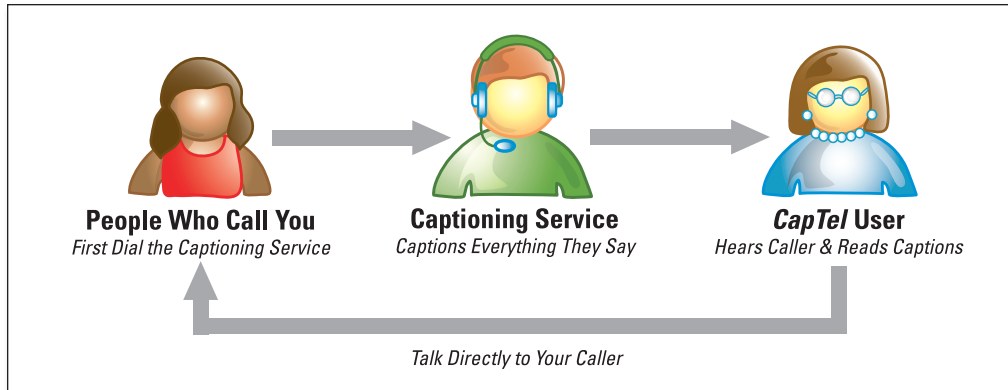 People Who Call You
First Dial the Captioning Service
Captioning Service
Captions Everything They Say
CapTel User
Hears Caller & Reads Captions
Talk Directly to Your Caller